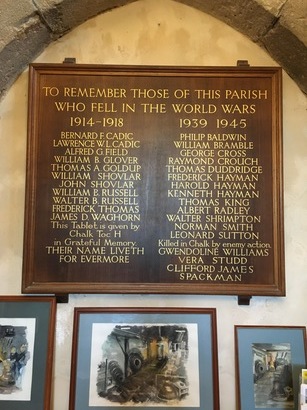 TO REMEMBER THOSE OF THIS PARISH
WHO FELL IN THE WORLD WARS
1914-1918
BERNARD F. CADIC
LAWRENCE W.L. CADIC
ALFRED G. FIELD
WILLIAM B. GLOVER
THOMAS A. GOLDUP
WILLIAM SHOVLAR
JOHN SHOVLAR
WILLIAM E. RUSSELL
WALTER B. RUSSELL
FREDERICK THOMAS
JAMES D. WAGHORN
This Tablet is given by
Chalk Toc H
in Grateful Memory
THEIR NAME LIVETH
FOR EVERMORE
1939 1945
PHILIP BALDWIN
WILLIAM BRAMBLE
GEORGE CROSS
RAYMOND CROUCH
THOMAS DUDDRIDGE
FREDERICK HAYMAN
HAROLD HAYMAN
KENNETH HAYMAN
THOMAS KING
ALBERT RADLEY
WALTER SHRIMPTON
NORMAN SMITH
LEONARD SUTTON
Killed in Chalk by enemy action.
GWENDOLINE WILLIAMS
VERA STUDD
CLIFFORD JAMES
SPACKMAN